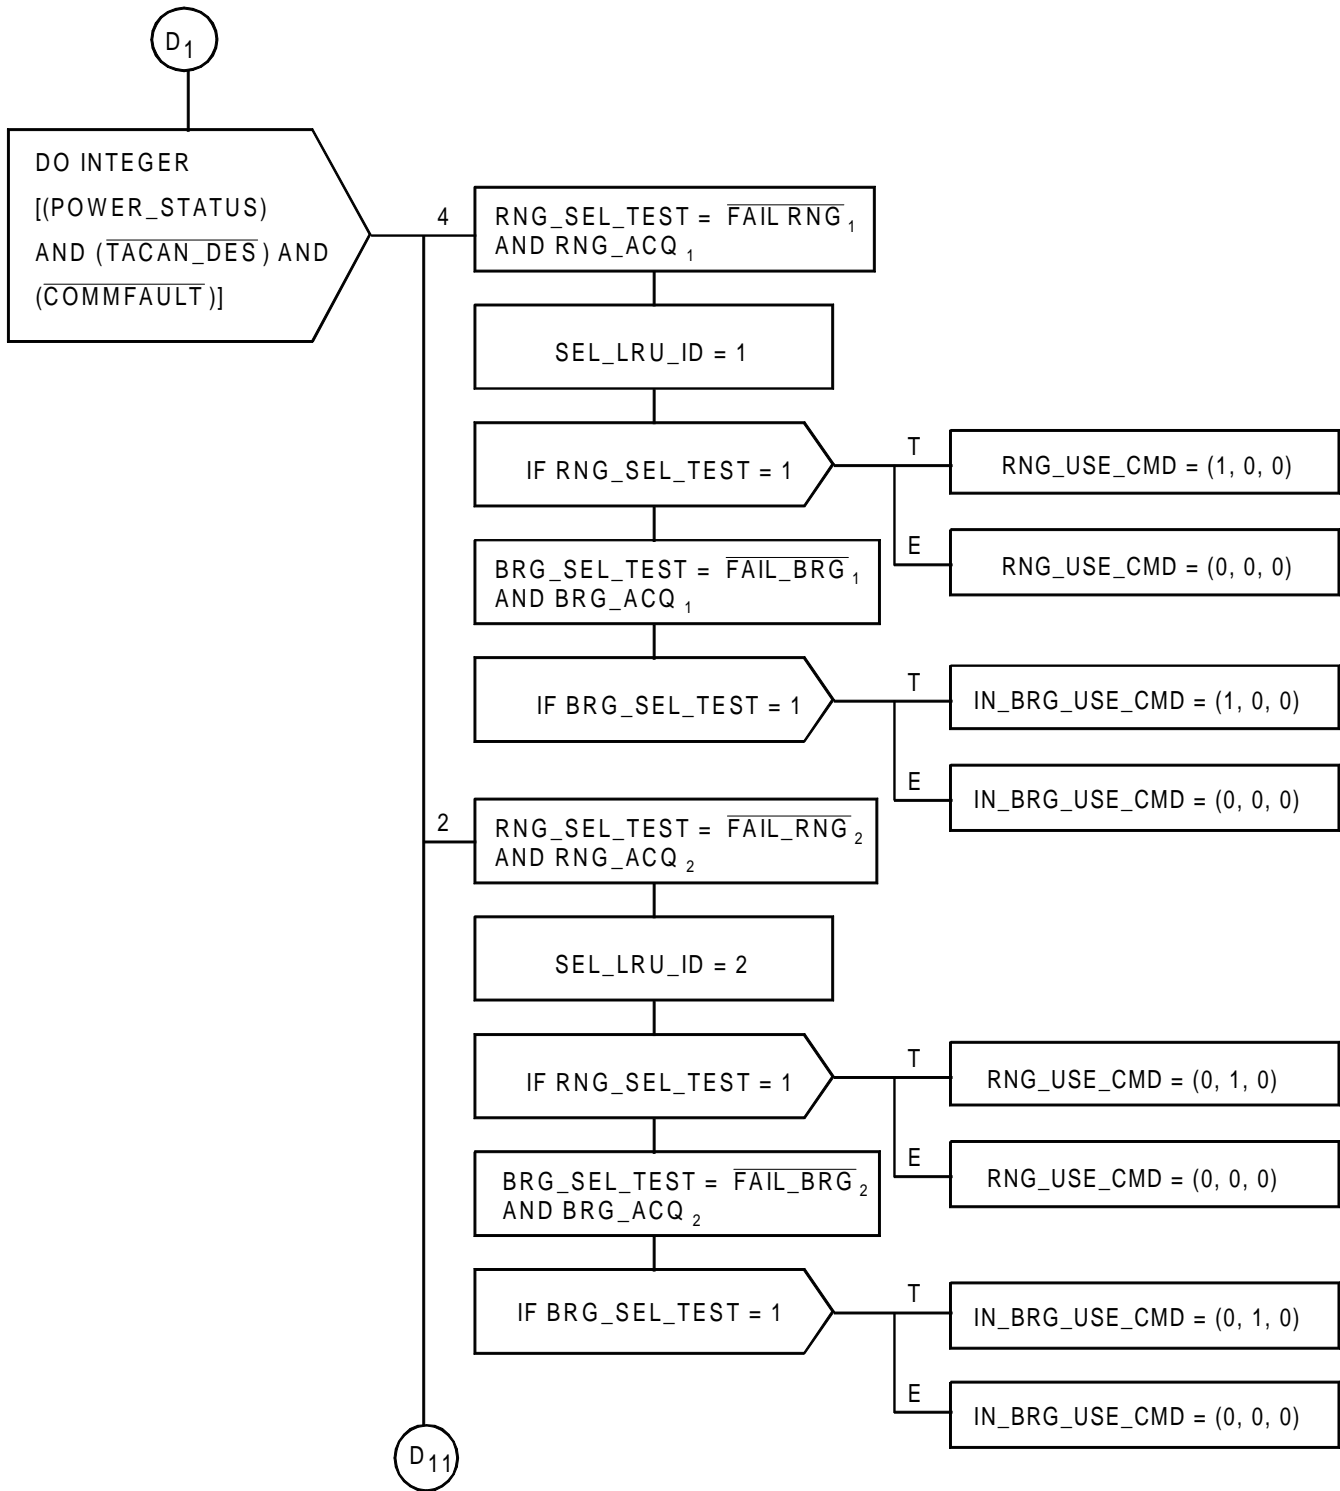 D1
DO INTEGER
[(POWER_STATUS)
AND (TACAN_DES) AND
(COMMFAULT)]
4
RNG_SEL_TEST = FAIL RNG 1
AND RNG_ACQ 1
SEL_LRU_ID = 1
IF RNG_SEL_TEST = 1
T
RNG_USE_CMD = (1, 0, 0)
E
RNG_USE_CMD = (0, 0, 0)
BRG_SEL_TEST = FAIL_BRG 1
AND BRG_ACQ 1
IF BRG_SEL_TEST = 1
T
IN_BRG_USE_CMD = (1, 0, 0)
E
IN_BRG_USE_CMD = (0, 0, 0)
2
RNG_SEL_TEST = FAIL_RNG 2
AND RNG_ACQ 2
SEL_LRU_ID = 2
IF RNG_SEL_TEST = 1
T
RNG_USE_CMD = (0, 1, 0)
E
RNG_USE_CMD = (0, 0, 0)
BRG_SEL_TEST = FAIL_BRG 2
AND BRG_ACQ 2
IF BRG_SEL_TEST = 1
T
IN_BRG_USE_CMD = (0, 1, 0)
E
IN_BRG_USE_CMD = (0, 0, 0)
D11